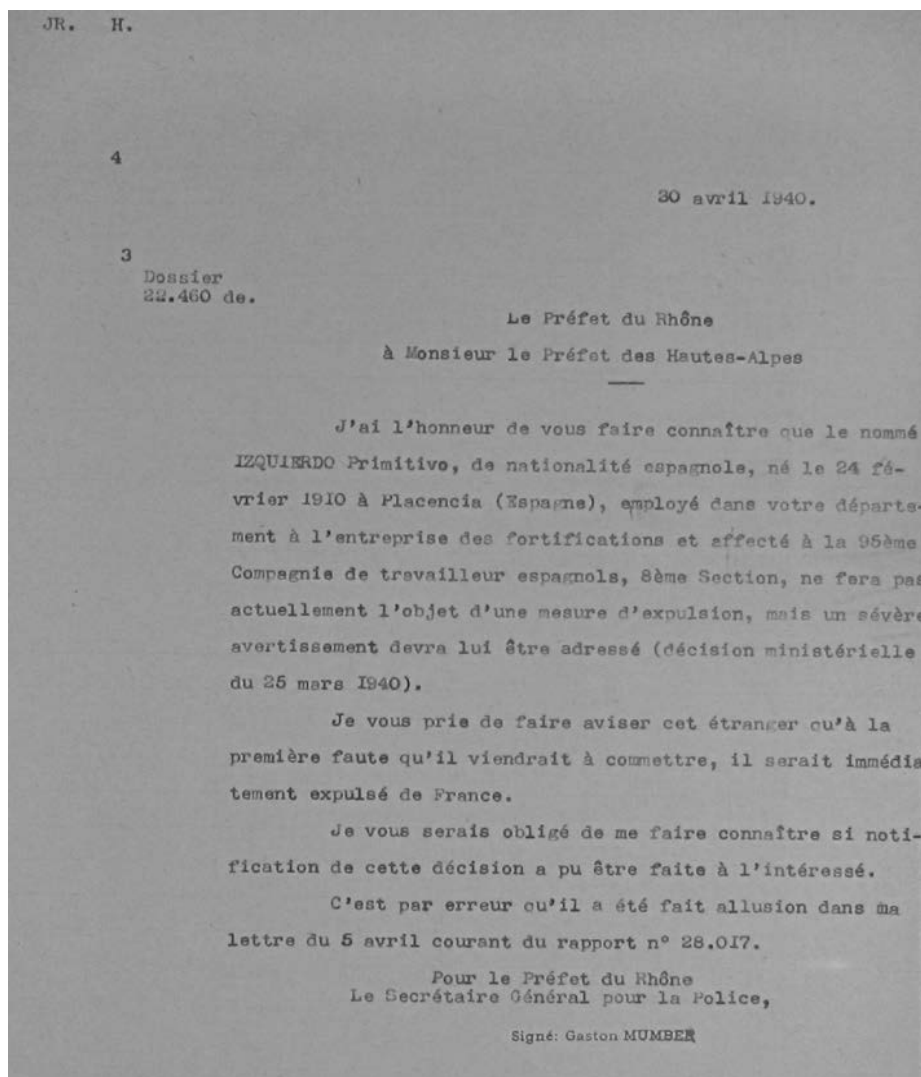 JR. H.
4
30 avril I940.
3
Dossier
22.460 de.
Le Préfet du Rhône
à Monsieur le Préfet des Hautes-Alpes
J'ai l'honneur de vous faire connaître que le nommé
IZQUIERDO Primitivo, de nationalité espagnole, né le 24 fé-
vrier 19I0 à Placencia (Espagne), employé dans votre départe-
ment à l'entreprise des fortifications et affecté à la 95ème
Compagnie de travailleur espagnols, 8ème Section, ne fera pas
actuellement l'objet d'une mesure d'expulsion, mais un sévère
avertissement devra lui être adressé (décision ministérielle
du 25 mars I940).
Je vous prie de faire aviser cet étranger qu'à la
première faute qu'il viendrait à commettre, il serait immédia
tement expulsé de France.
Je vous serais obligé de me faire connaître si noti-
fication de cette décision a pu être faite à l'intéressé.
C'est par erreur qu'il a été fait allusion dans ma
lettre du 5 avril courant du rapport n° 28.0I7.
Pour le Préfet du Rhône
Le Secrétaire Général pour la Police,
Signé: Gaston MUMBER